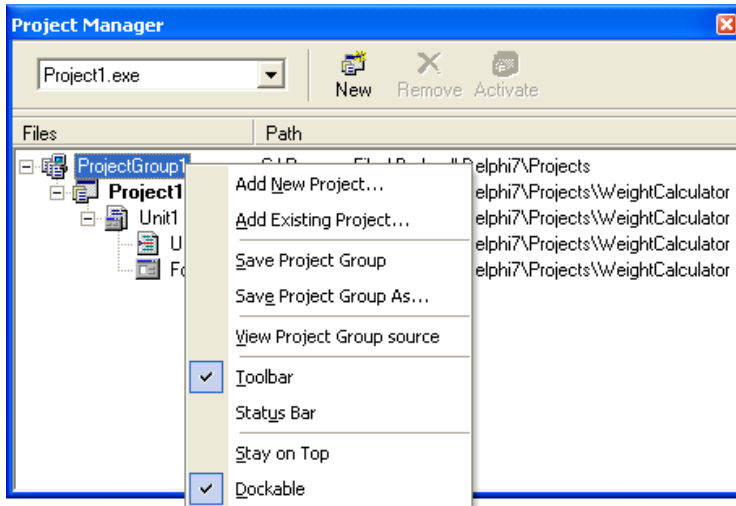 Project Manager
Project1.exe
New Remove Activate
Files Path
ProjectGroup1 elphi7\Projects
Project1 elphi7\Projects\WeightCalculator
Unit1 elphi7\Projects\WeightCalculator
U elphi7\Projects\WeightCalculator
Fo elphi7\Projects\WeightCalculator
Add New Project...
Add Existing Project...
Save Project Group
Save Project Group As...
View Project Group source
Toolbar
Status Bar
Stay on Top
Dockable